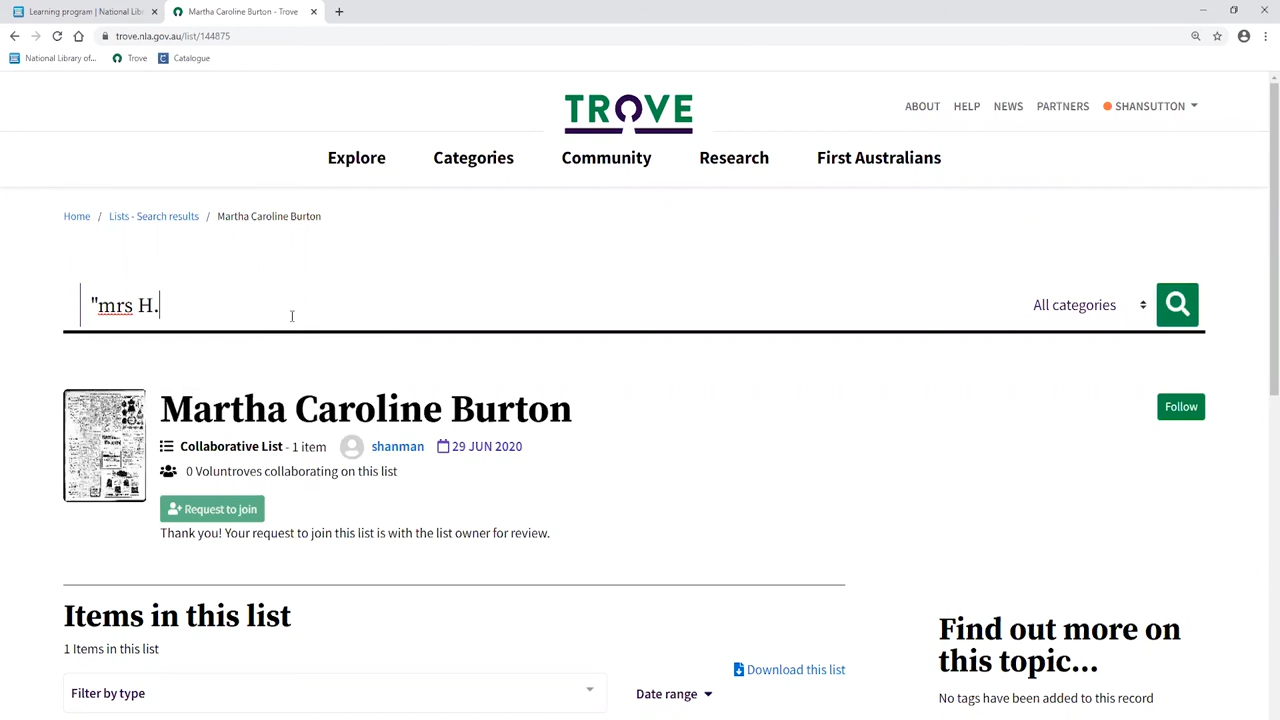 Learning program | National Lib
Martha Caroline Burton - Trove
trove.nla.gov.au/list/144875
National Library of...
Trove
Catalogue
TROVE
ABOUT
HELP
NEWS
PARTNERS
SHANSUTTON
Explore
Categories
Community
Research
First Australians
Home / Lists - Search results / Martha Caroline Burton
"mrs H.
All categories
Martha Caroline Burton
Follow
Collaborative List - 1 item
shanman
29 JUN 2020
0 Voluntroves collaborating on this list
Request to join
Thank you! Your request to join this list is with the list owner for review.
Items in this list
1 Items in this list
Download this list
Filter by type
Date range
Find out more on
this topic...
No tags have been added to this record